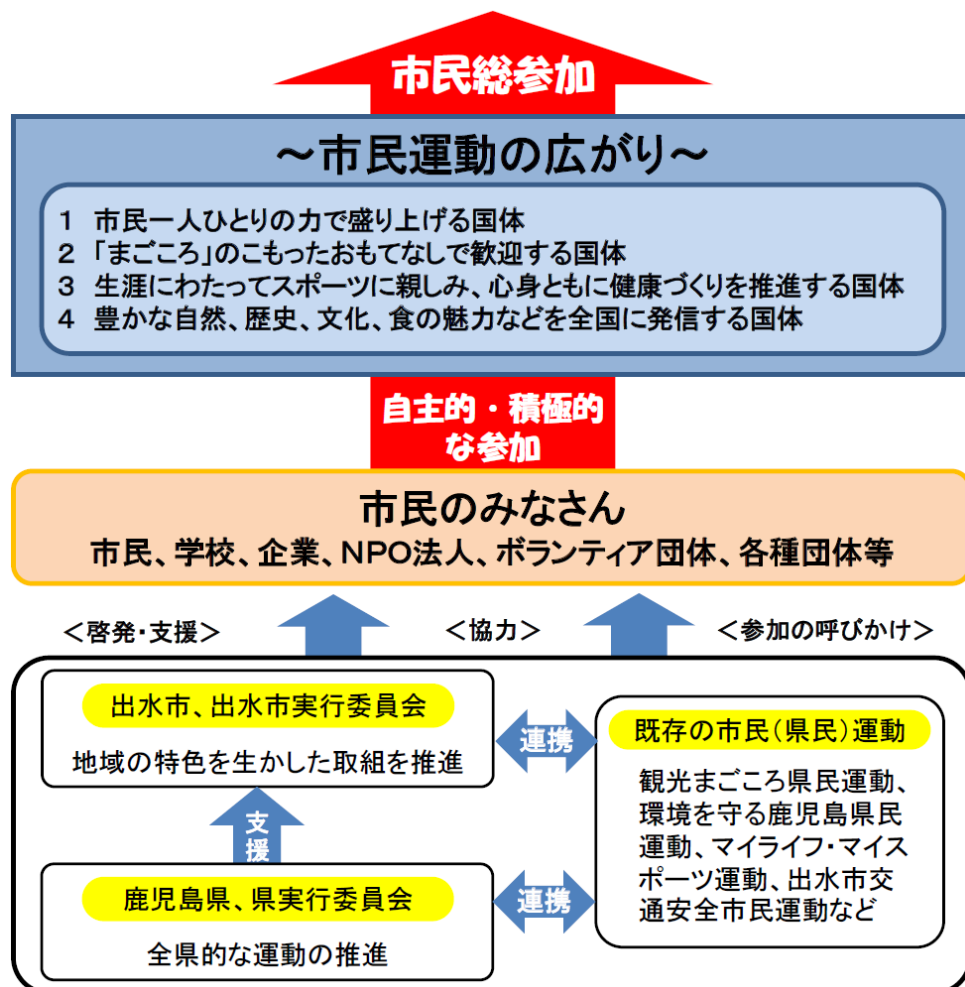 市民総参加
～市民運動の広がり～
1 市民一人ひとりの力で盛り上げる国体
2 「まごころ」のこもったおもてなしで歓迎する国体
3 生涯にわたってスポーツに親しみ、心身ともに健康づくりを推進する国体
4 豊かな自然、歴史、文化、食の魅力などを全国に発信する国体
自主的・積極的
な参加
市民のみなさん
市民、学校、企業、NPO法人、ボランティア団体、各種団体等
＜啓発・支援＞
＜協力＞
＜参加の呼びかけ＞
出水市、出水市実行委員会
地域の特色を生かした取組を推進
連携
既存の市民(県民)運動
観光まごころ県民運動、
環境を守る鹿児島県民
運動、マイライフ・マイス
ポーツ運動、出水市交
通安全市民運動など
支援
鹿児島県、県実行委員会
全県的な運動の推進
連携